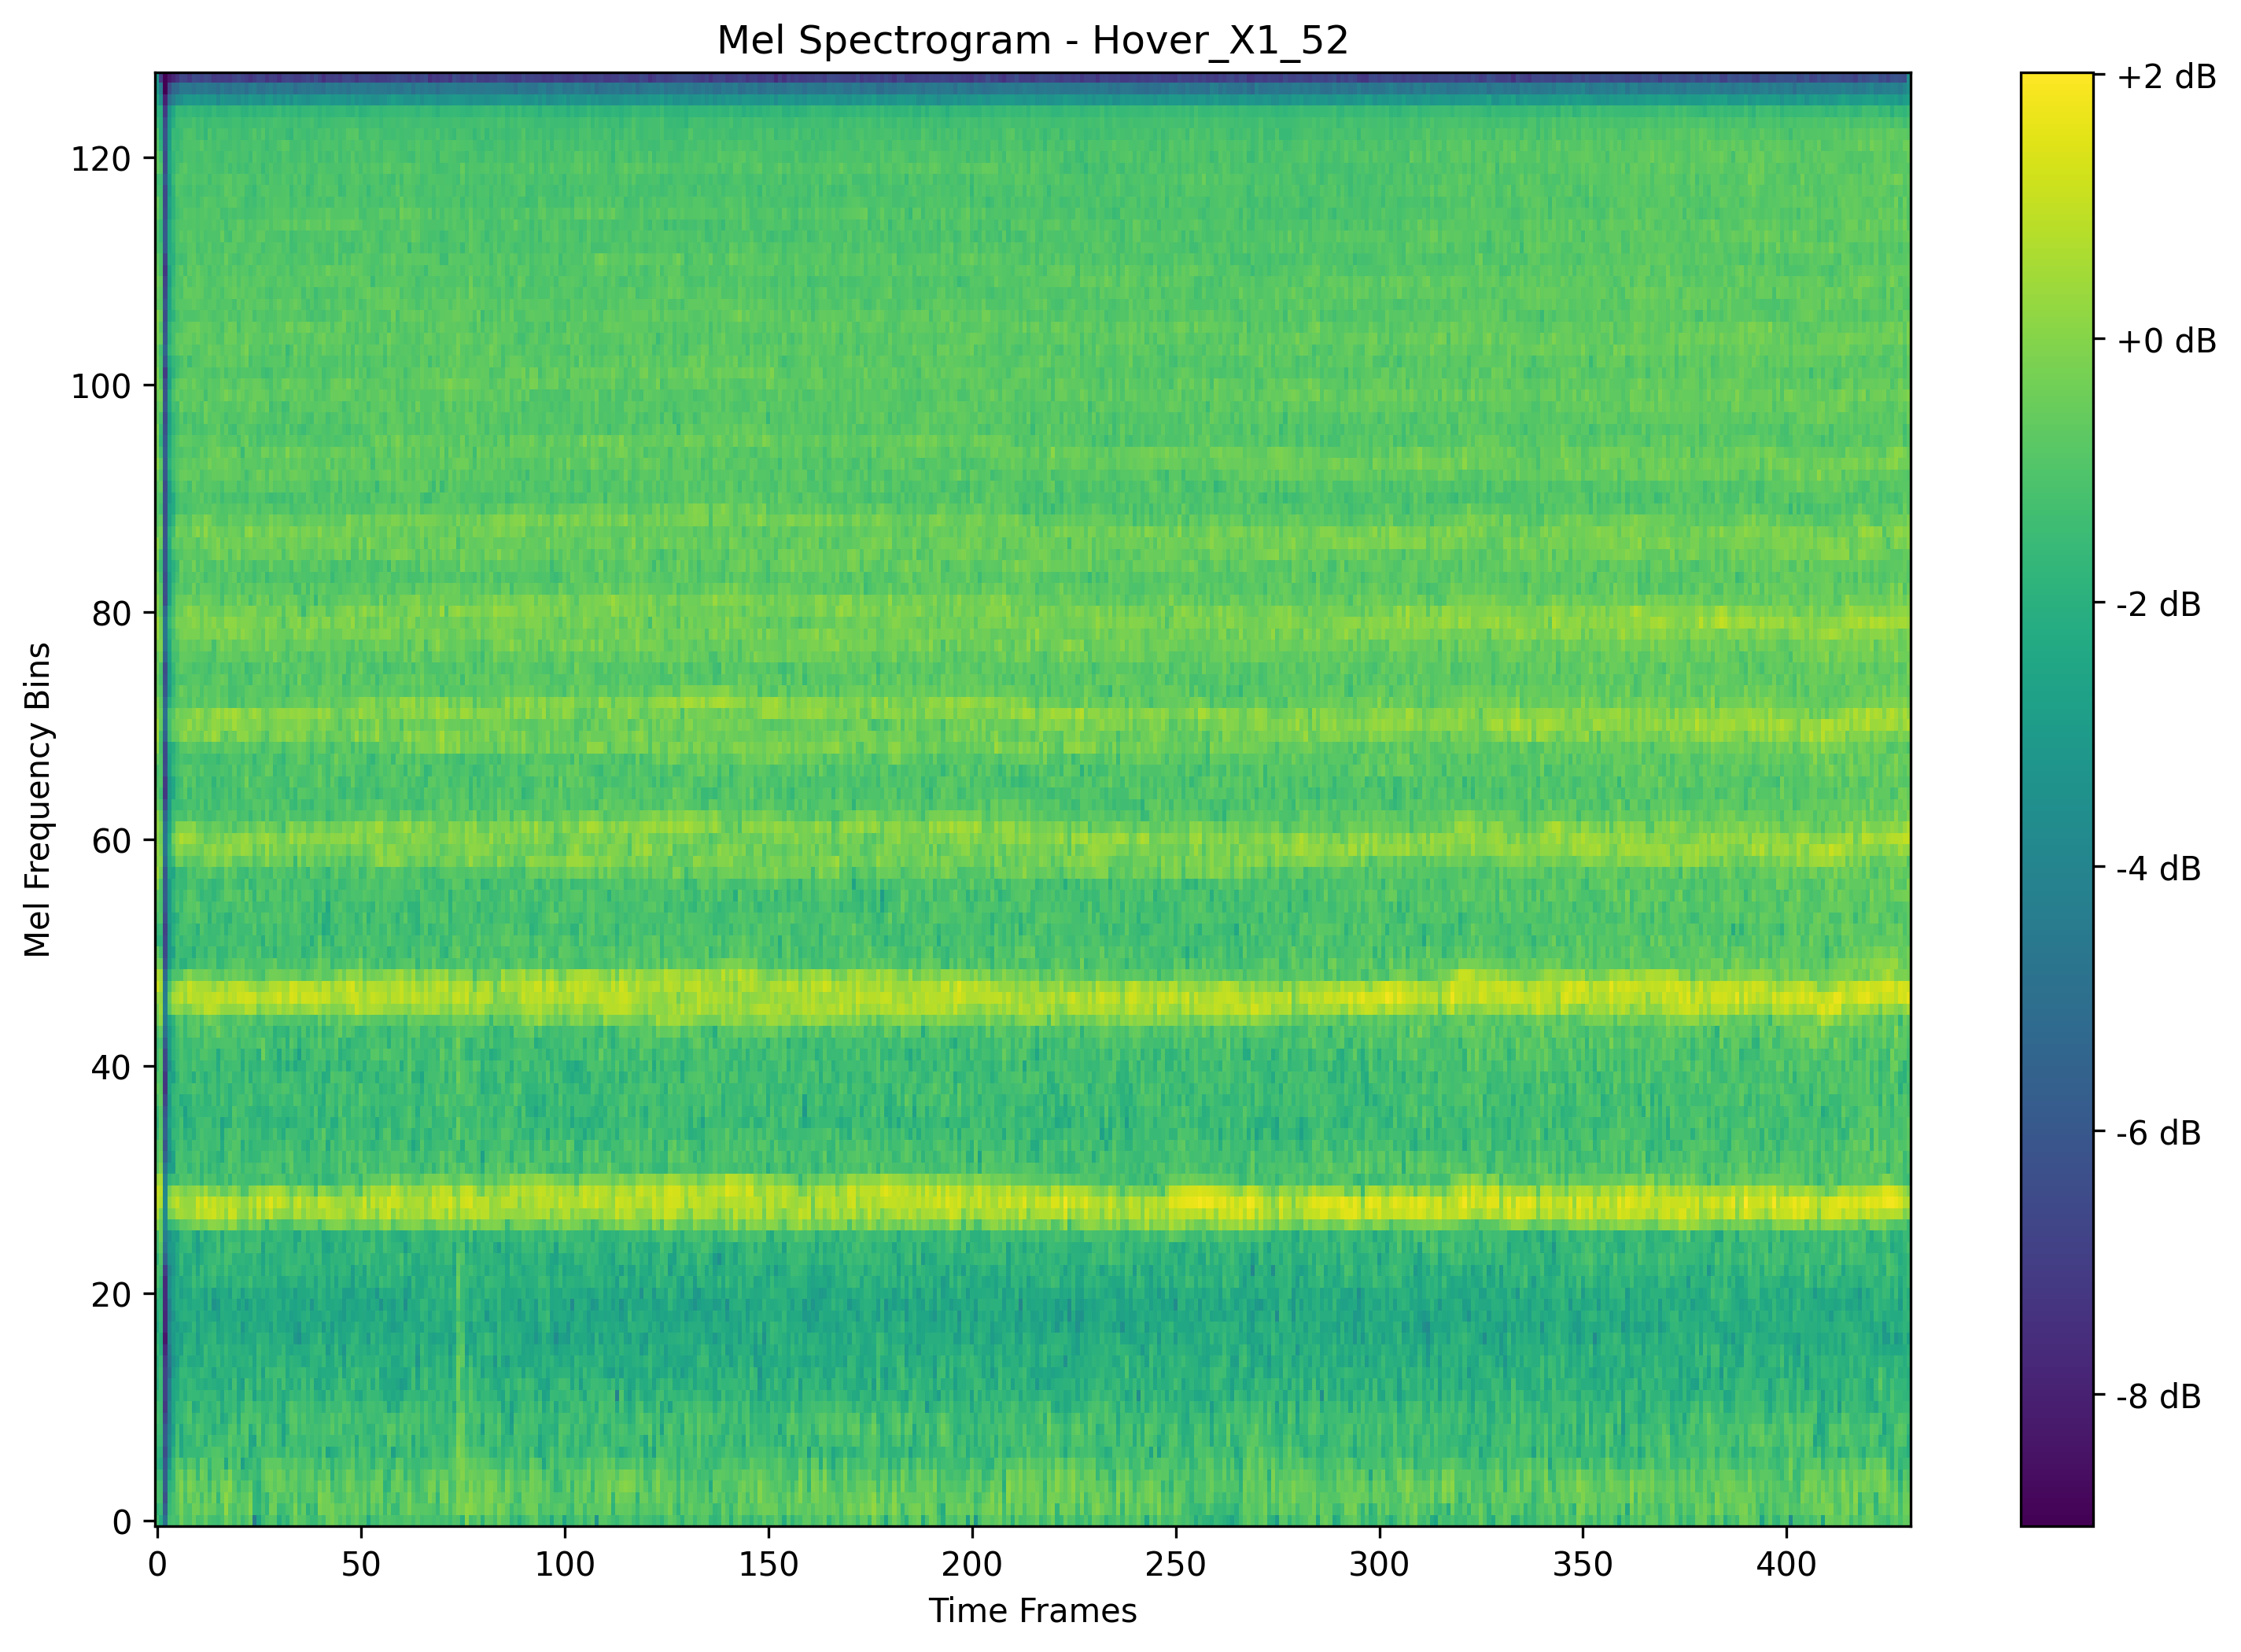 Mel Spectrogram - Hover_X1_52
Mel Frequency Bins
120
100
80
60
40
20
0
0 50 100 150 200 250 300 350 400
Time Frames
+2 dB
+0 dB
-2 dB
-4 dB
-6 dB
-8 dB